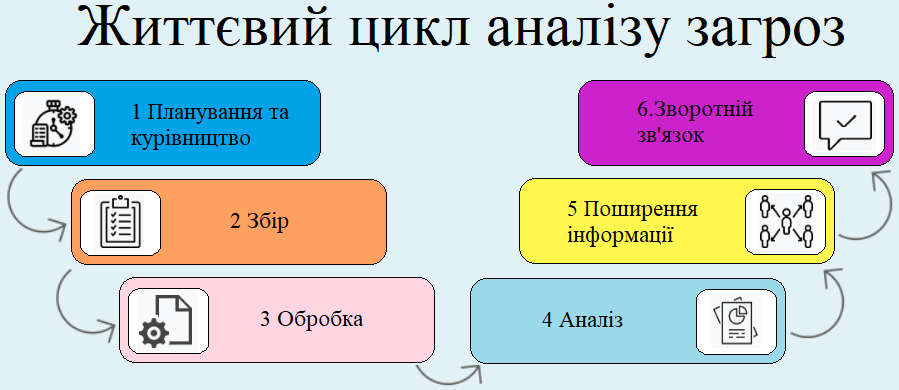 Життєвий цикл аналізу загроз
1 Планування та
курівництво
2 Збір
3 Обробка
4 Аналіз
5 Поширення
інформації
6.Зворотній
зв'язок